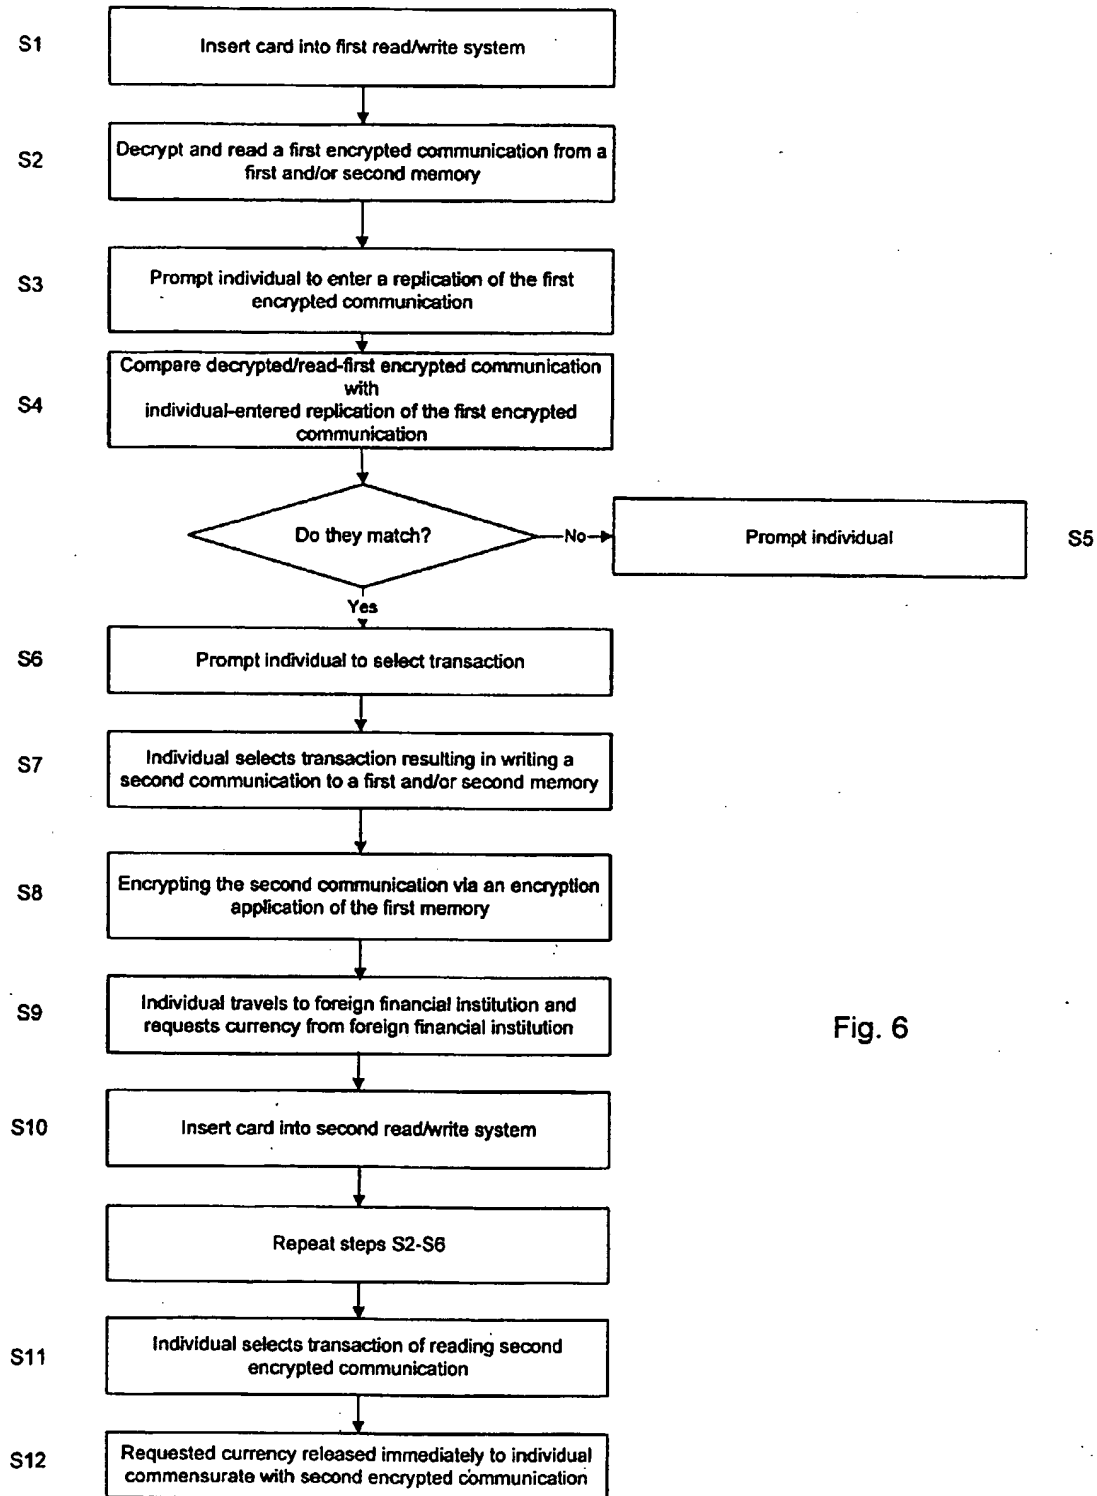 S1
Insert card into first read/write system
S2
Decrypt and read a first encrypted communication from a
first and/or second memory
S3
Prompt individual to enter a replication of the first
encrypted communication
S4
Compare decrypted/read-first encrypted communication
with
individual-entered replication of the first encrypted
communication
Do they match?
No
Prompt individual
S5
Yes
S6
Prompt individual to select transaction
S7
Individual selects transaction resulting in writing a
second communication to a first and/or second memory
S8
Encrypting the second communication via an encryption
application of the first memory
S9
Individual travels to foreign financial institution and
requests currency from foreign financial institution
Fig. 6
S10
Insert card into second read/write system
Repeat steps S2-S6
S11
Individual selects transaction of reading second
encrypted communication
S12
Requested currency released immediately to individual
commensurate with second encrypted communication